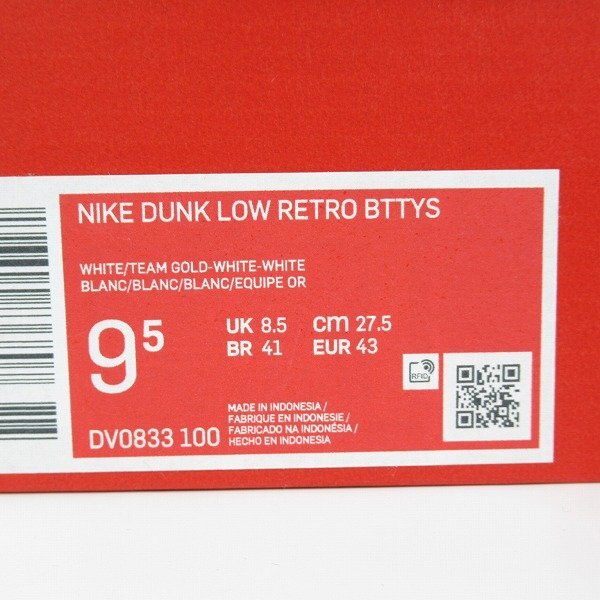 NIKE DUNK LOW RETRO BTTYS
WHITE/TEAM GOLD-WHITE-WHITE
BLANC/BLANC/BLANC/EQUIPE OR
9⁵
UK 8.5 cm 27.5
BR 41 EUR 43
RFID
DV0833 100
MADE IN INDONESIA /
FABRIQUE EN INDONESIE /
FABRICADO NA INDONÉSIA /
HECHO EN INDONESIA